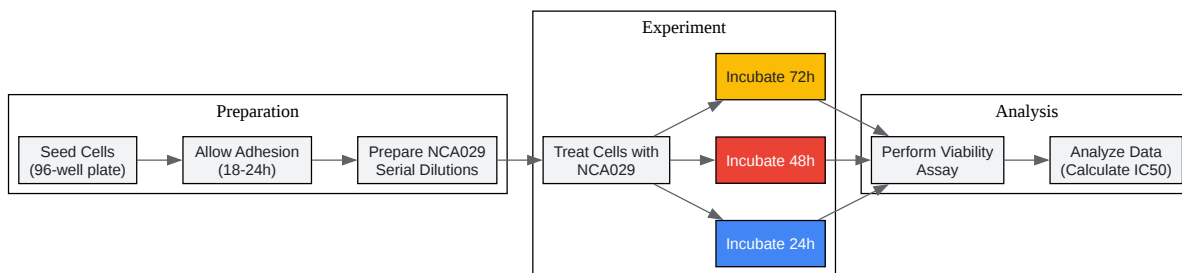 Preparation
Seed Cells
(96-well plate)
Allow Adhesion
(18-24h)
Prepare NCA029
Serial Dilutions
Experiment
Treat Cells with
NCA029
Incubate 72h
Incubate 48h
Incubate 24h
Analysis
Perform Viability
Assay
Analyze Data
(Calculate IC50)